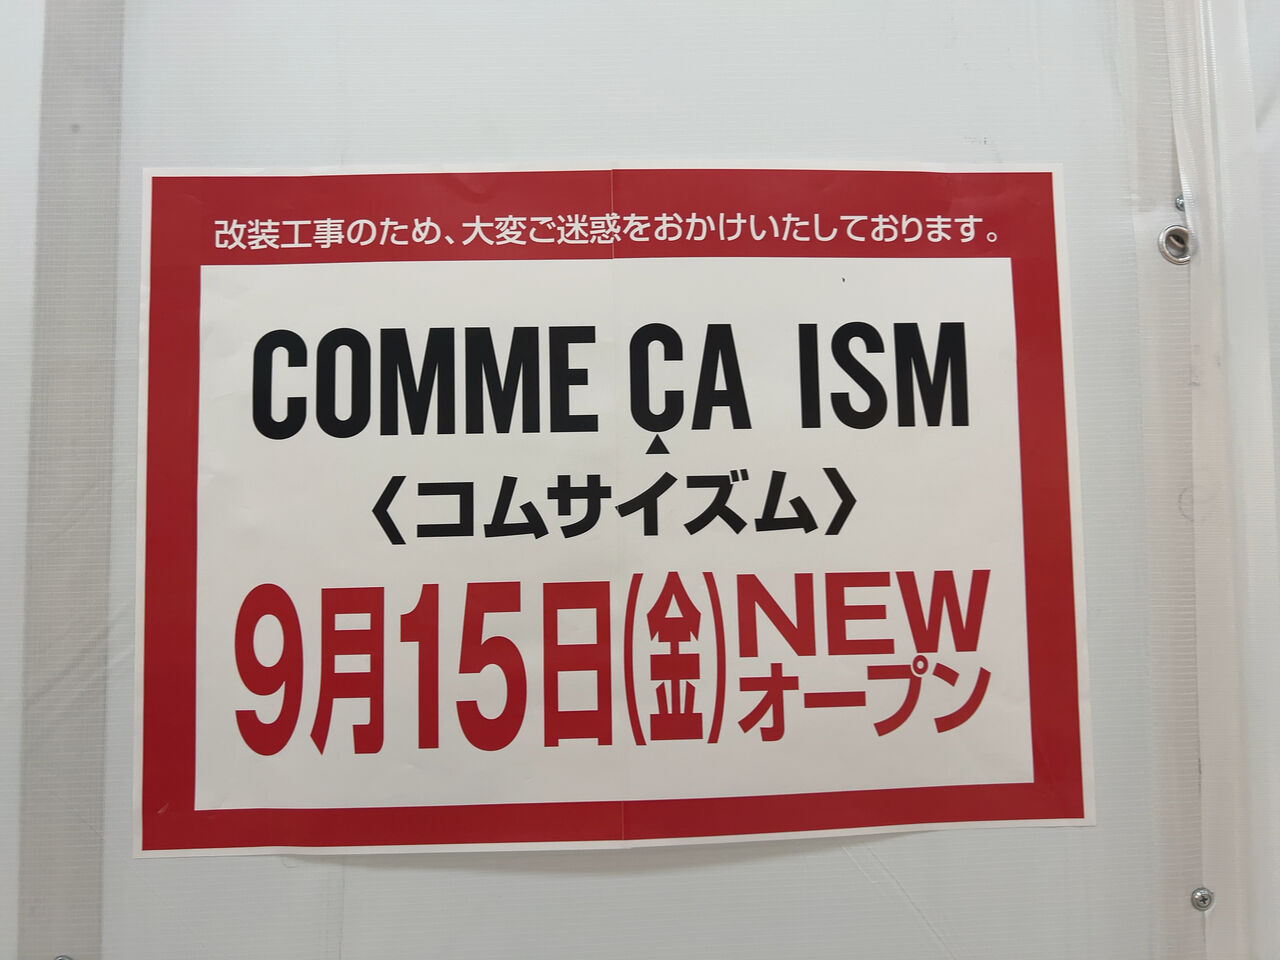 改装工事のため、大変ご迷惑をおかけいたしております。
COMME ÇA ISM
〈コムサイズム〉
9月15日(金)NEW
オープン